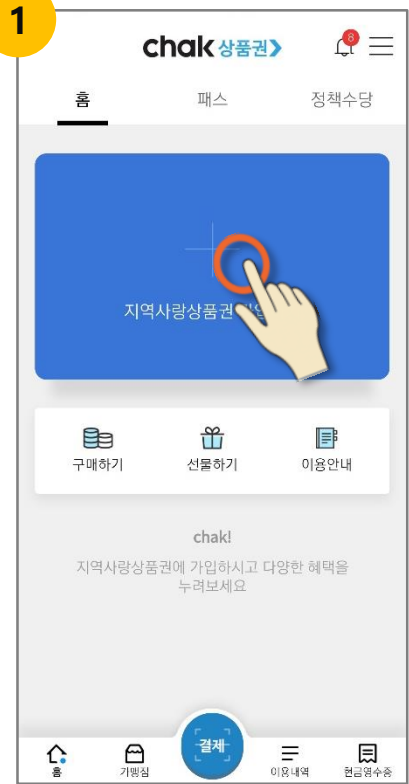 1
chak 상품권
8
홈 패스 정책수당
지역사랑상품권
구매하기 선물하기 이용안내
chak!
지역사랑상품권에 가입하시고 다양한 혜택을
누려보세요
결제
홈 가맹점 이용내역 현금영수증